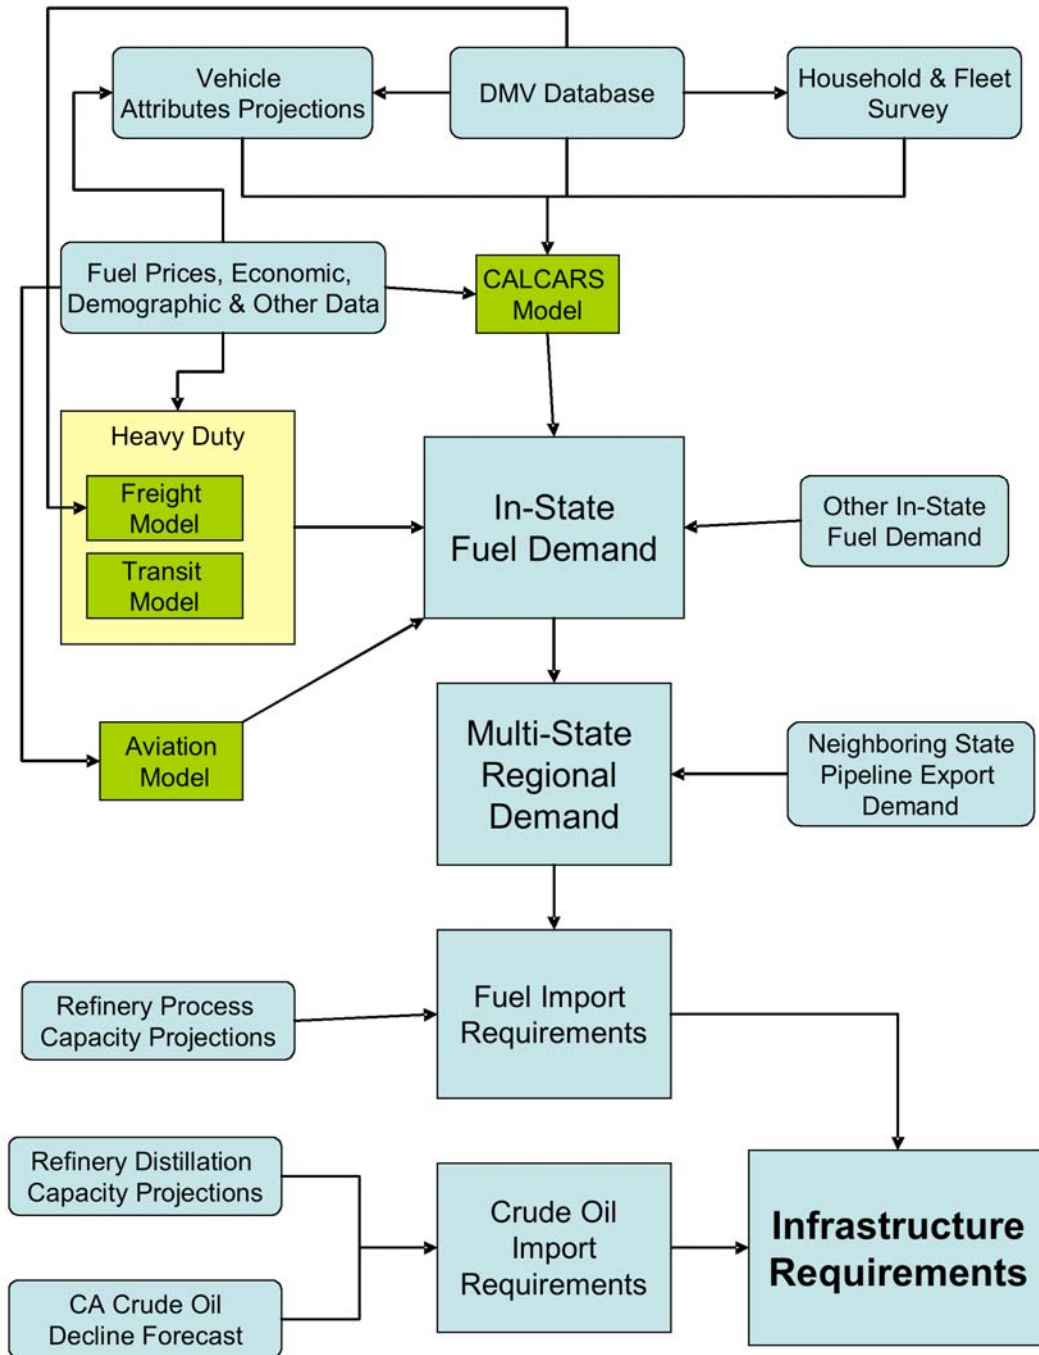 Vehicle
Attributes Projections
DMV Database
Household & Fleet
Survey
Fuel Prices, Economic,
Demographic & Other Data
CALCARS
Model
Heavy Duty
Freight
Model
Transit
Model
In-State
Fuel Demand
Other In-State
Fuel Demand
Aviation
Model
Multi-State
Regional
Demand
Neighboring State
Pipeline Export
Demand
Refinery Process
Capacity Projections
Fuel Import
Requirements
Refinery Distillation
Capacity Projections
CA Crude Oil
Decline Forecast
Crude Oil
Import
Requirements
Infrastructure
Requirements